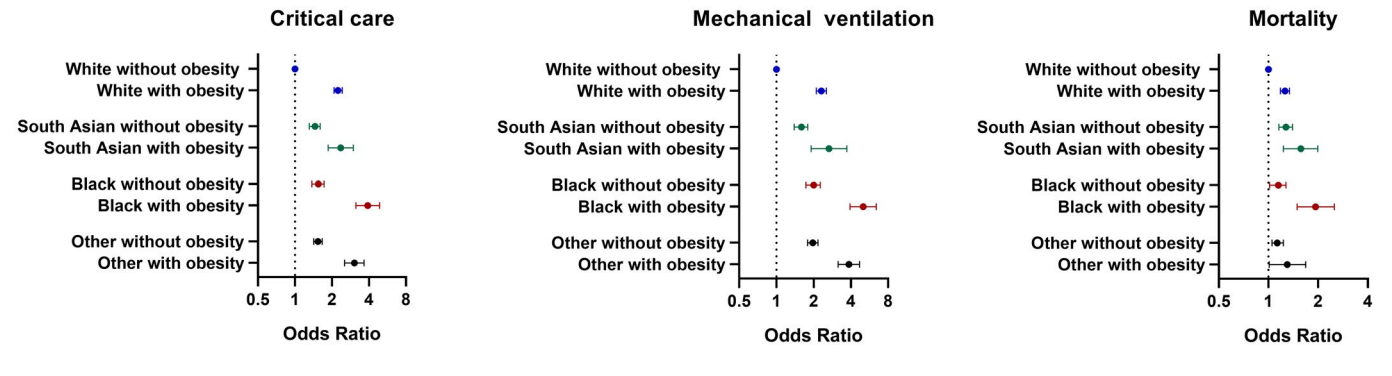 Critical care
White without obesity
White with obesity
South Asian without obesity
South Asian with obesity
Black without obesity
Black with obesity
Other without obesity
Other with obesity
0.5 1 2 4 8
Odds Ratio
Mechanical ventilation
White without obesity
White with obesity
South Asian without obesity
South Asian with obesity
Black without obesity
Black with obesity
Other without obesity
Other with obesity
0.5 1 2 4 8
Odds Ratio
Mortality
White without obesity
White with obesity
South Asian without obesity
South Asian with obesity
Black without obesity
Black with obesity
Other without obesity
Other with obesity
0.5 1 2 4
Odds Ratio